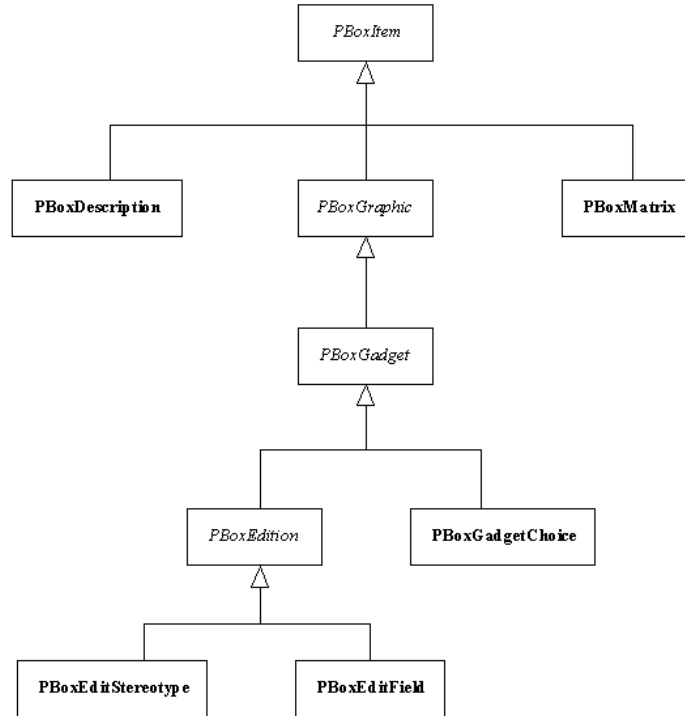 PBoxItem
PBoxDescription
PBoxGraphic
PBoxMatrix
PBoxGadget
PBoxEdition
PBoxGadgetChoice
PBoxEditStereotype
PBoxEditField